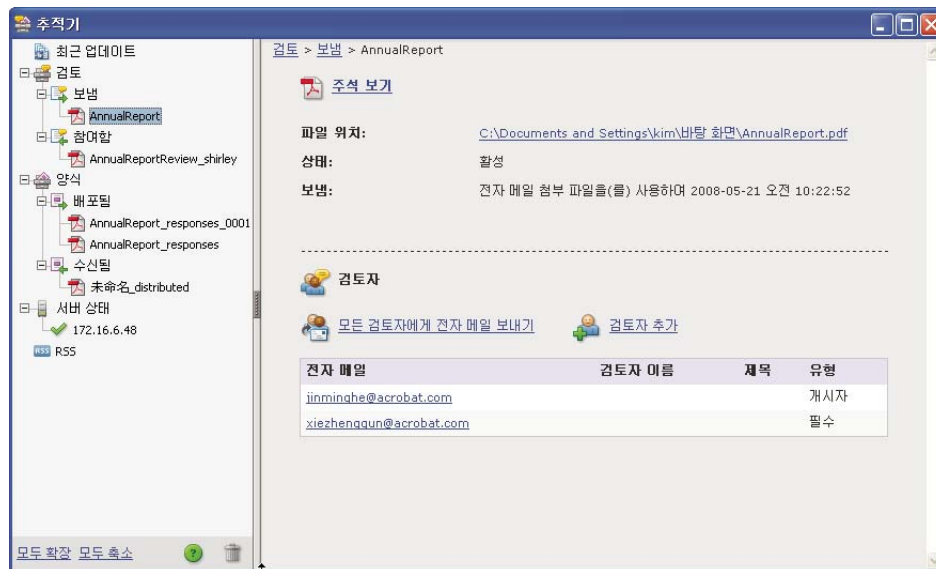 추적기
최근 업데이트
검토
보냄
AnnualReport
참여함
AnnualReportReview_shirley
양식
배포됨
AnnualReport_responses_0001
AnnualReport_responses
수신됨
未命名_distributed
서버 상태
172.16.6.48
RSS RSS
모두 확장 모두 축소
검토 > 보냄 > AnnualReport
주석 보기
파일 위치: C:\Documents and Settings\kim\바탕 화면\AnnualReport.pdf
상태: 활성
보냄: 전자 메일 첨부 파일을(를) 사용하여 2008-05-21 오전 10:22:52
검토자
모든 검토자에게 전자 메일 보내기 검토자 추가
전자 메일 검토자 이름 제목 유형
jinminghe@acrobat.com 개시자
xiezhenggun@acrobat.com 필수